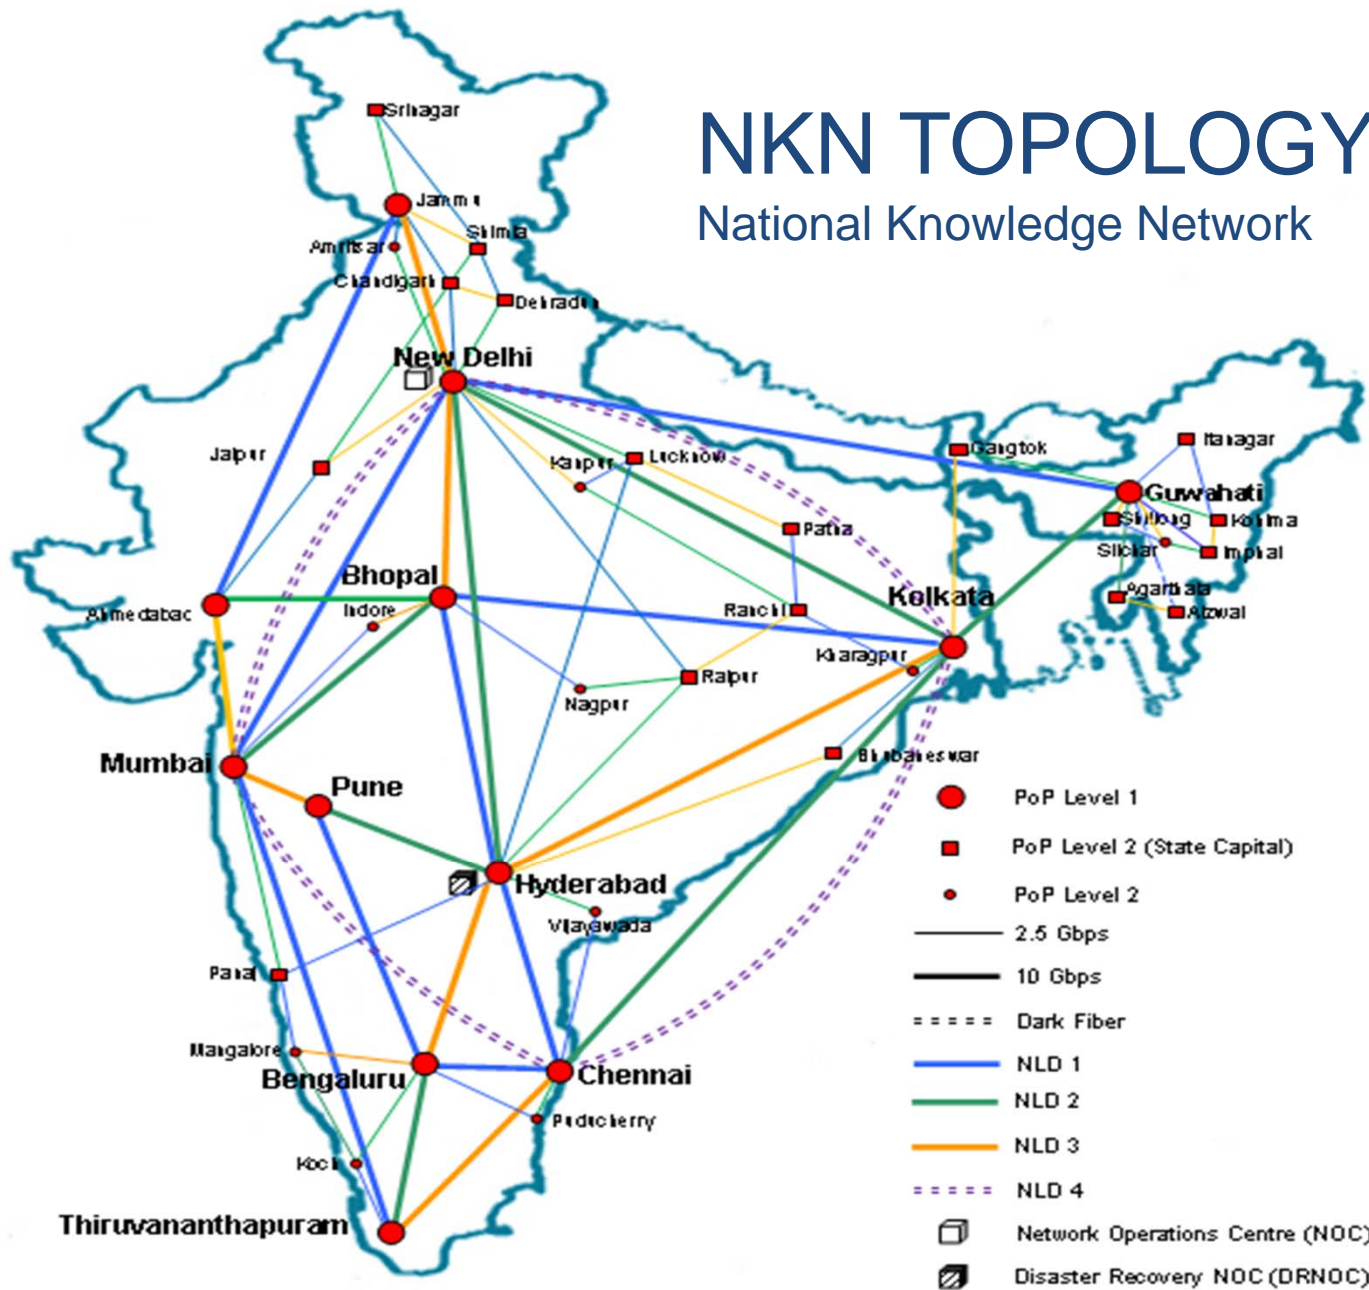 NKN TOPOLOGY
National Knowledge Network
Srinagar
Jammu
Amritsar
Shimla
Chandigarh
Dehradun
New Delhi
Jaipur
Kanpur
Lucknow
Gangtok
Itanagar
Guwahati
Shillong
Kohima
Silchar
Imphal
Patna
Agarthala
Aizwal
Bhopal
Indore
Ahmedabad
Ranchi
Kolkata
Kharagpur
Raipur
Nagpur
Mumbai
Pune
Bhubaneswar
Hyderabad
Vijayawada
Panaji
Mangalore
Bengaluru
Chennai
Puducherry
Kochi
Thiruvananthapuram
PoP Level 1
PoP Level 2 (State Capital)
PoP Level 2
2.5 Gbps
10 Gbps
Dark Fiber
NLD 1
NLD 2
NLD 3
NLD 4
Network Operations Centre (NOC)
Disaster Recovery NOC (DRNOC)